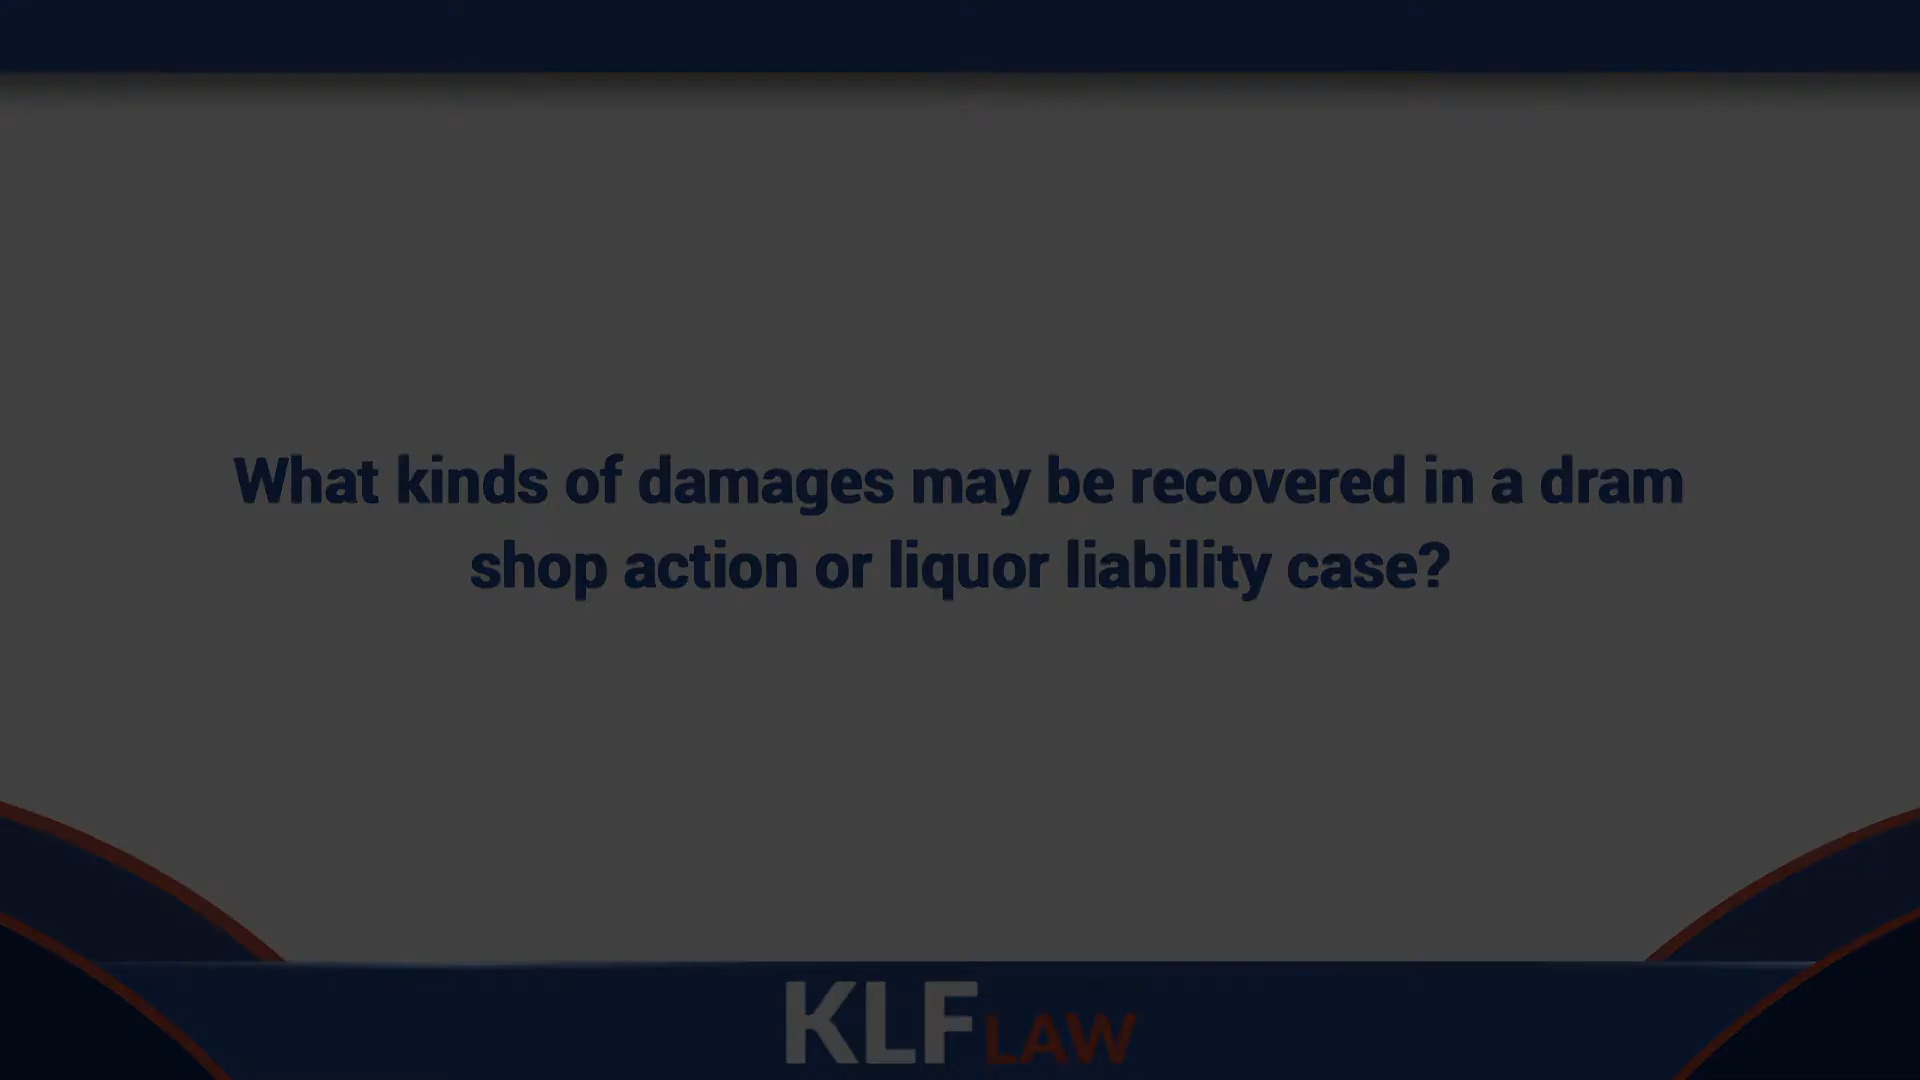 What kinds of damages may be recovered in a dram
shop action or liquor liability case?
KLF LAW